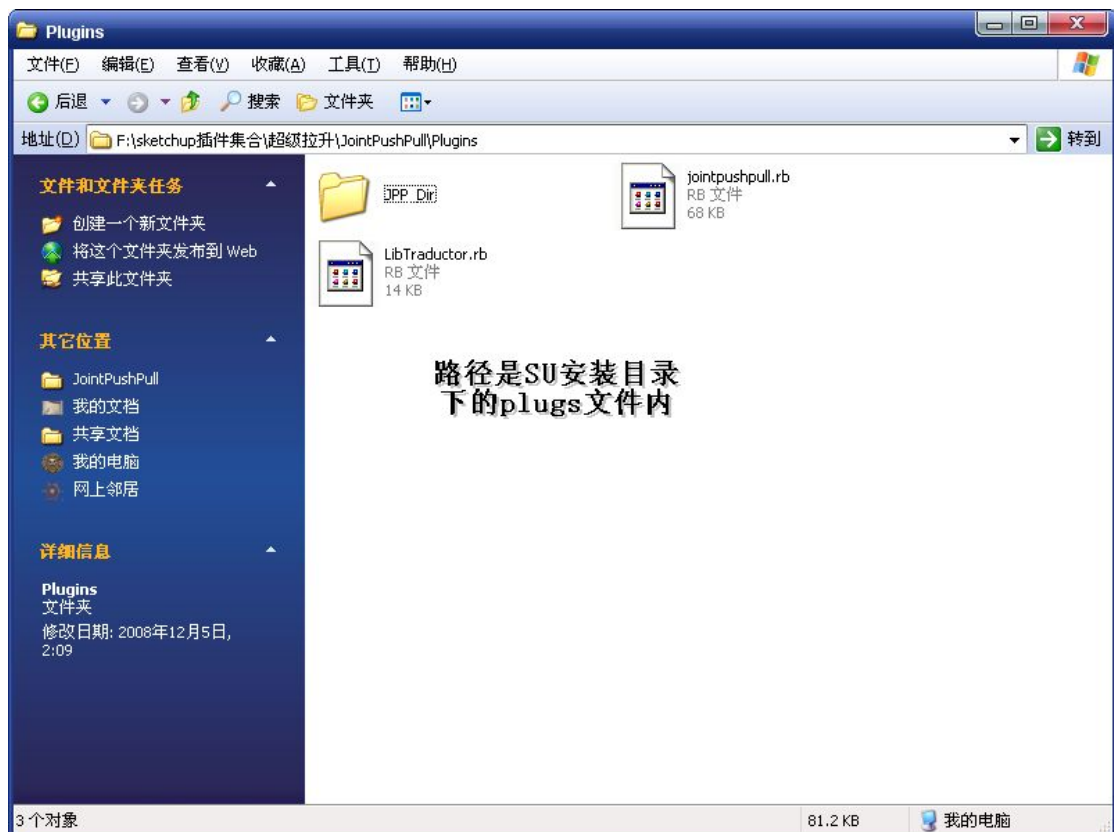 Plugins
文件(F) 编辑(E) 查看(V) 收藏(A) 工具(T) 帮助(H)
后退 搜索 文件夹
地址(D) F:\sketchup插件集合\超级拉升\JointPushPull\Plugins 转到
文件和文件夹任务
创建一个新文件夹
将这个文件夹发布到 Web
共享此文件夹
其它位置
JointPushPull
我的文档
共享文档
我的电脑
网上邻居
详细信息
Plugins
文件夹
修改日期: 2008年12月5日,
2:09
JPP_Dir
jointpushpull.rb
RB 文件
68 KB
LibTraductor.rb
RB 文件
14 KB
路径是SU安装目录
下的plugs文件内
3 个对象 81.2 KB 我的电脑